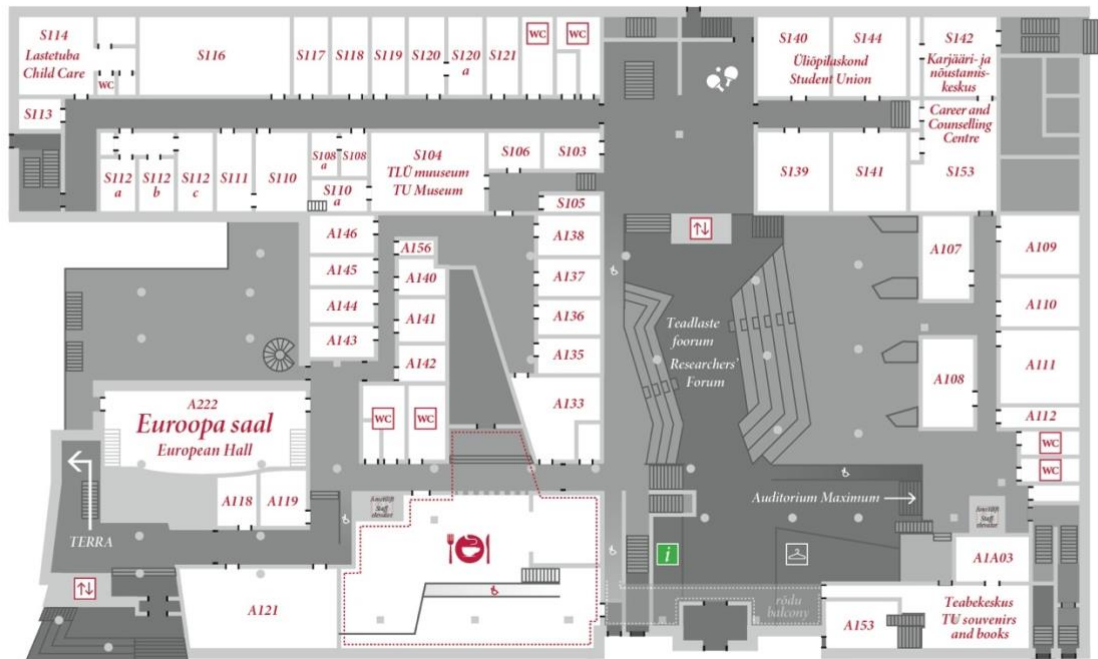 S114
Lastetuba
Child Care
WC
S116
S117
S118
S119
S120
S120
a
S121
WC
WC
S140
S144
Üliõpilaskond
Student Union
S142
Karjääri- ja
nõustamis-
keskus
Career and
Counselling
Centre
S153
S113
S112
a
S112
b
S112
c
S111
S110
S108
a
S108
S110
a
S104
TLÜ muuseum
TU Museum
S106
S103
S105
S139
S141
A146
A145
A144
A143
A156
A140
A141
A142
WC
WC
A138
A137
A136
A135
A133
Teadlaste
foorum
Researchers'
Forum
A107
A108
A109
A110
A111
A112
WC
WC
A222
Euroopa saal
European Hall
A118
A119
TERRA
Staff
elevator
Auditorium Maximum
Staff
elevator
A1A03
i
A121
rõdu
balcony
A153
Teabekeskus
TU souvenirs
and books